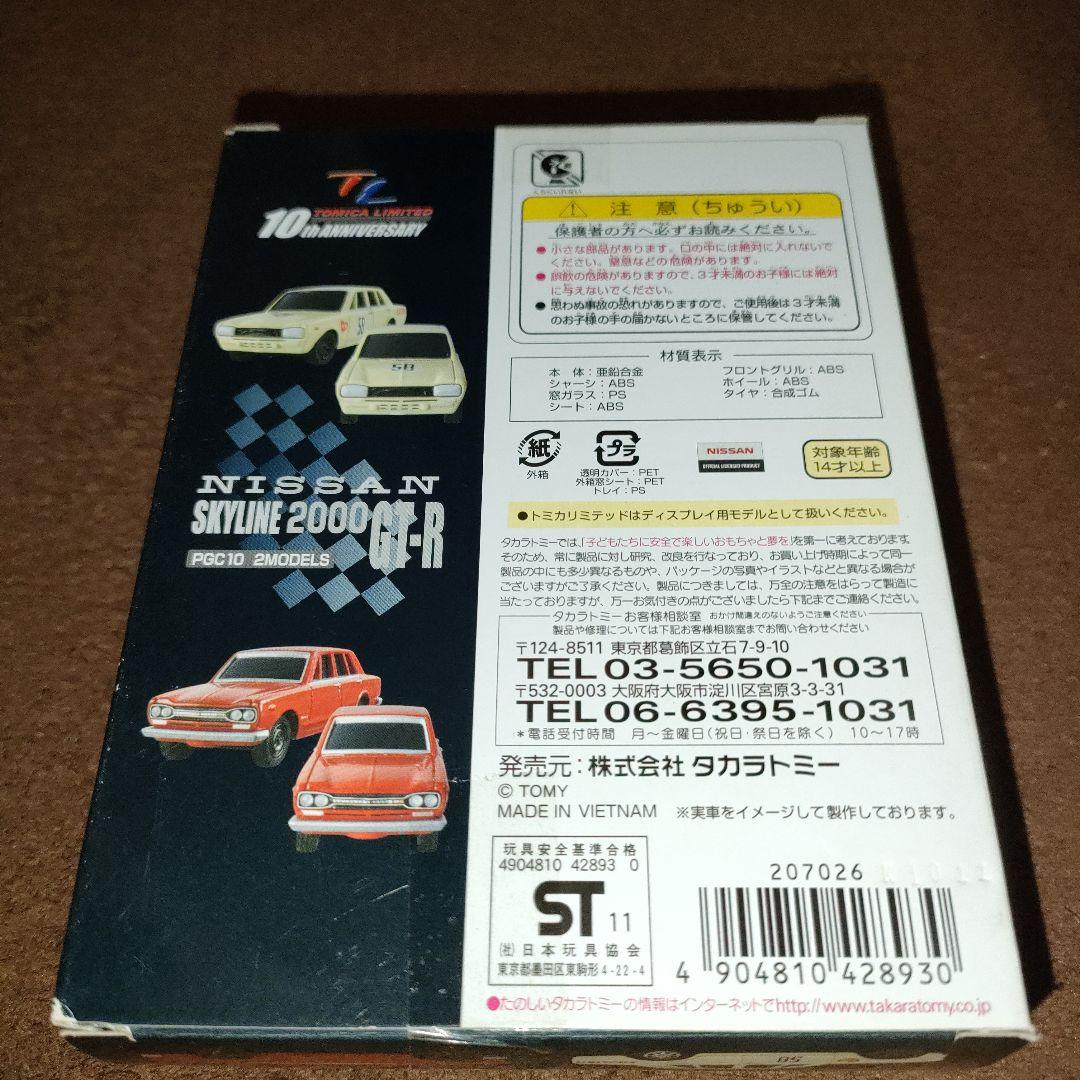 TL
TOMICA LIMITED
10th ANNIVERSARY
58
58
NISSAN
SKYLINE 2000
GT-R
PGC10 2MODELS
くちにいれない
注意（ちゅうい）
保護者の方へ必ずお読みください。
●小さな部品があります。口の中には絶対に入れないで
ください。窒息などの危険があります。
●誤飲の危険がありますので、3才未満のお子様には絶対
に与えないでください。
●思わぬ事故の恐れがありますので、ご使用後は3才未満
のお子様の手の届かないところに保管してください。
材質表示
本体：亜鉛合金
シャーシ：ABS
窓ガラス：PS
シート：ABS
フロントグリル：ABS
ホイール：ABS
タイヤ：合成ゴム
紙
外箱
プラ
透明カバー：PET
外箱窓シート：PET
トレイ：PS
NISSAN
OFFICIAL LICENSED PRODUCT
対象年齢
14才以上
●トミカリミテッドはディスプレイ用モデルとして扱いください。
タカラトミーでは、「子どもたちに安全で楽しいおもちゃと夢を」を第一に考えております。
そのため、常に製品に対し研究、改良を行なっており、お買い上げ時期によって同一
製品の中にも多少異なるものや、パッケージの写真やイラストなどと異なる場合が
ございますがご了承ください。製品につきましては、万全の注意をはらって製造に
当たっておりますが、万一お気付きの点がございましたら下記までご連絡ください。
タカラトミーお客様相談室 おかけ間違えのないようご注意ください
製品や修理については下記お客様相談室までお問い合わせください
〒124-8511 東京都葛飾区立石7-9-10
TEL03-5650-1031
〒532-0003 大阪府大阪市淀川区宮原3-3-31
TEL06-6395-1031
＊電話受付時間 月～金曜日（祝日・祭日を除く）10～17時
発売元：株式会社 タカラトミー
© TOMY
MADE IN VIETNAM ※実車をイメージして製作しております。
玩具安全基準合格
4904810 42893 0
ST 11
（社）日本玩具協会
東京都墨田区東駒形4-22-4
207026
4 904810 428930
●たのしいタカラトミーの情報はインターネットでhttp://www.takaratomy.co.jp